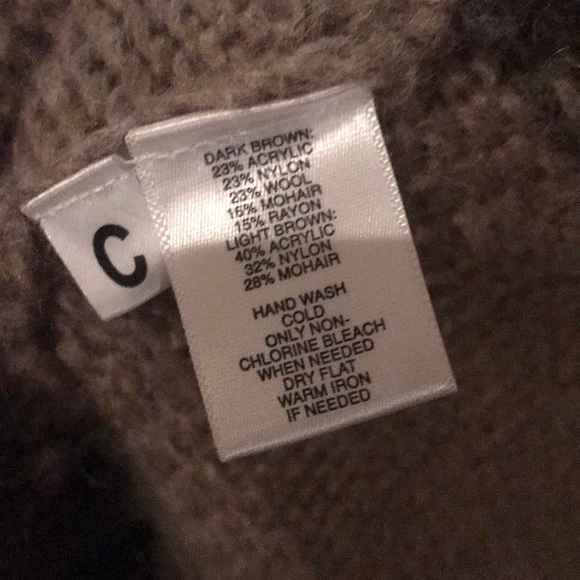 C
DARK BROWN:
23% ACRYLIC
23% NYLON
23% WOOL
16% MOHAIR
15% RAYON
LIGHT BROWN:
40% ACRYLIC
32% NYLON
28% MOHAIR
HAND WASH
COLD
ONLY NON-
CHLORINE BLEACH
WHEN NEEDED
DRY FLAT
WARM IRON
IF NEEDED